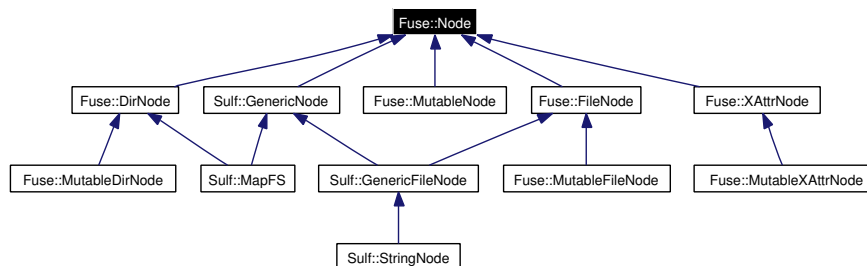 Fuse::Node
Fuse::DirNode
Sulf::GenericNode
Fuse::MutableNode
Fuse::FileNode
Fuse::XAttrNode
Fuse::MutableDirNode
Sulf::MapFS
Sulf::GenericFileNode
Fuse::MutableFileNode
Fuse::MutableXAttrNode
Sulf::StringNode